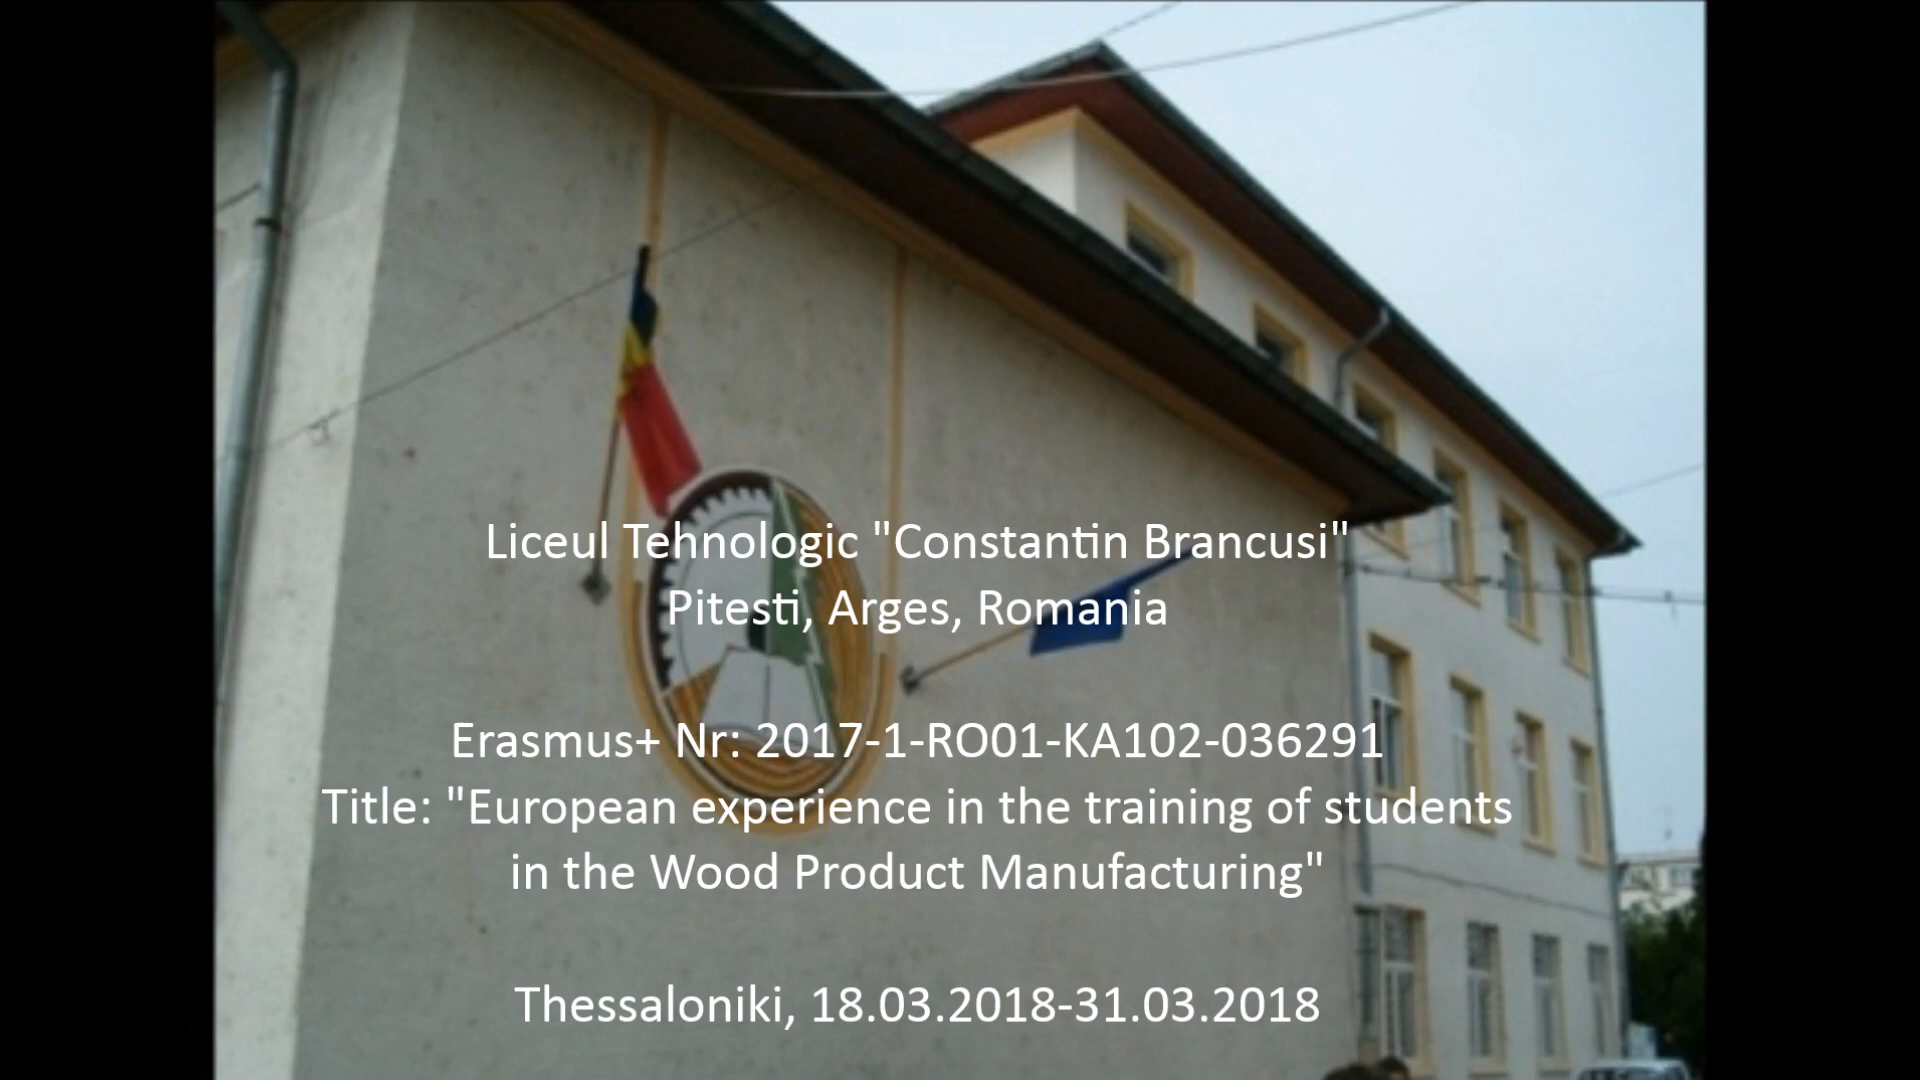 Liceul Tehnologic "Constantin Brancusi"
Pitesti, Arges, Romania
Erasmus+ Nr: 2017-1-RO01-KA102-036291
Title: "European experience in the training of students
in the Wood Product Manufacturing"
Thessaloniki, 18.03.2018-31.03.2018